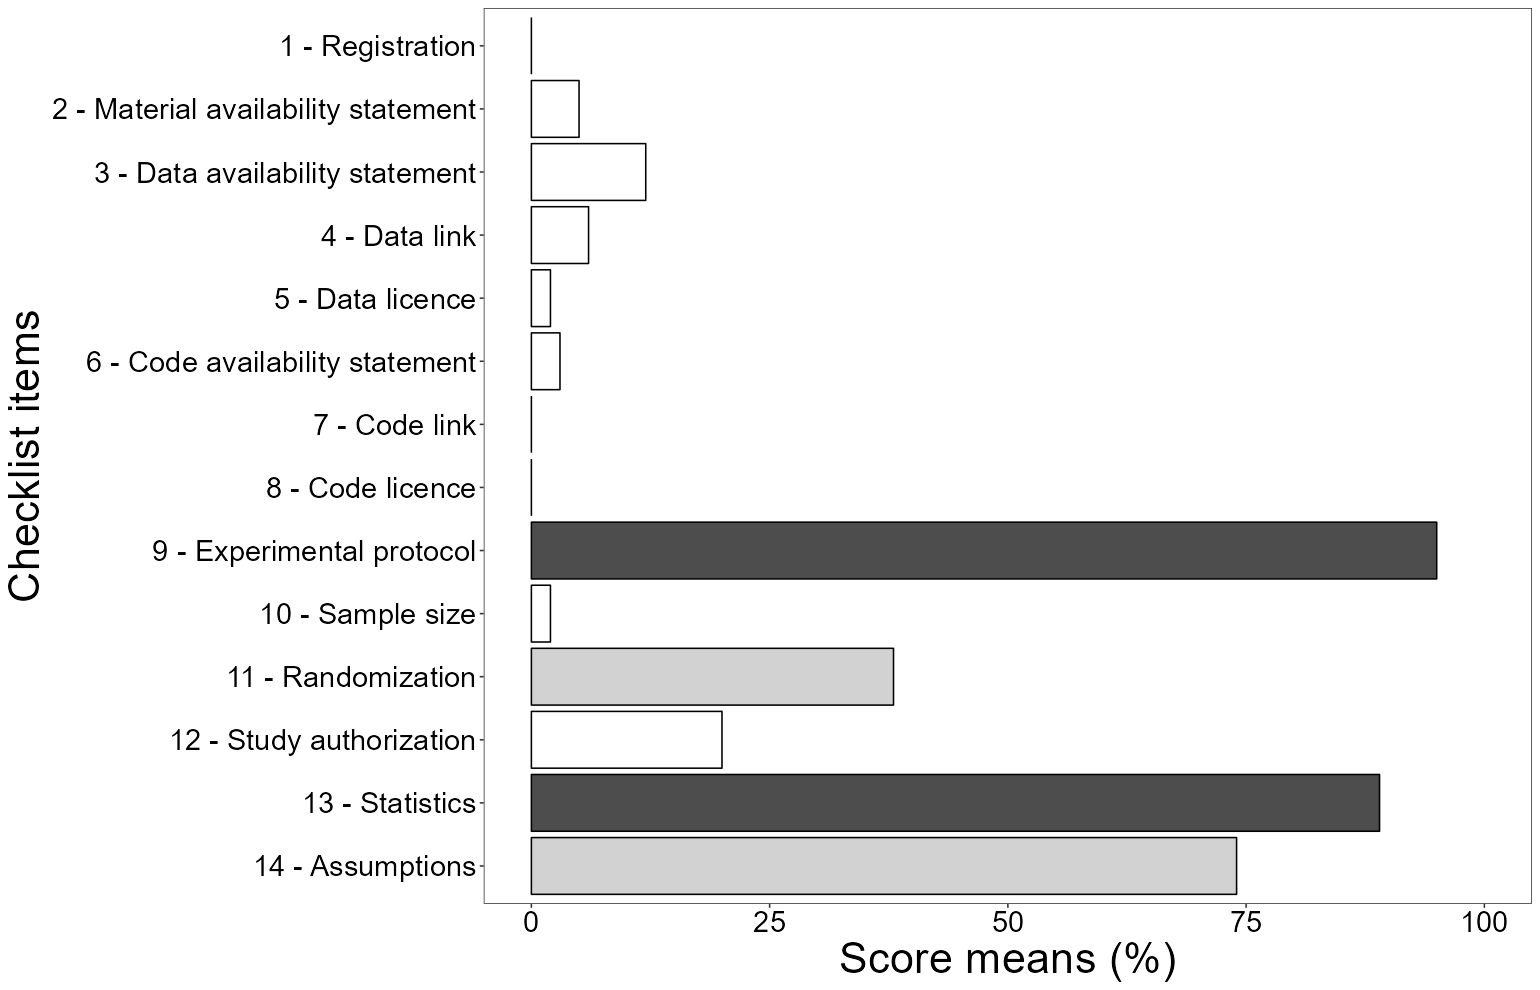 Checklist items
1 - Registration
2 - Material availability statement
3 - Data availability statement
4 - Data link
5 - Data licence
6 - Code availability statement
7 - Code link
8 - Code licence
9 - Experimental protocol
10 - Sample size
11 - Randomization
12 - Study authorization
13 - Statistics
14 - Assumptions
0 25 50 75 100
Score means (%)